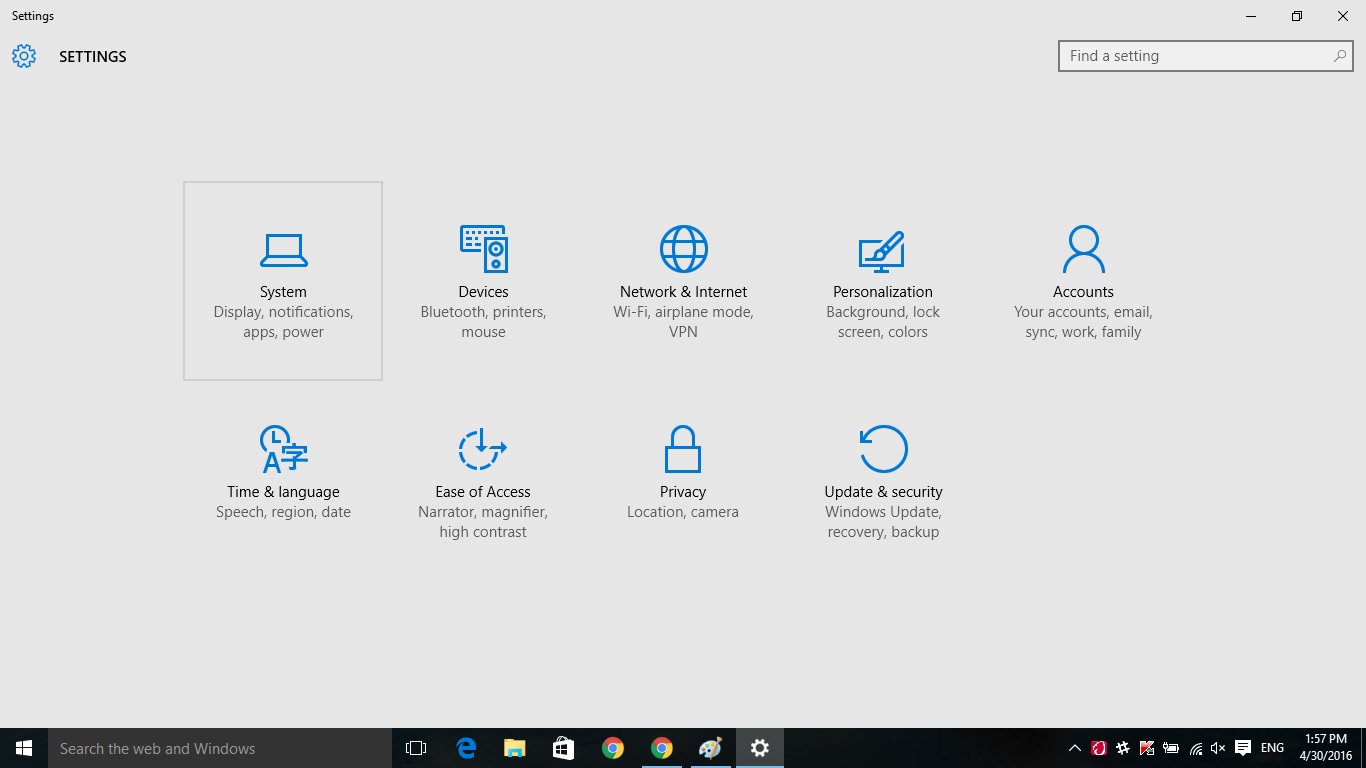 Settings
SETTINGS
Find a setting
System
Display, notifications,
apps, power
Devices
Bluetooth, printers,
mouse
Network & Internet
Wi-Fi, airplane mode,
VPN
Personalization
Background, lock
screen, colors
Accounts
Your accounts, email,
sync, work, family
Time & language
Speech, region, date
Ease of Access
Narrator, magnifier,
high contrast
Privacy
Location, camera
Update & security
Windows Update,
recovery, backup
Search the web and Windows
ENG
1:57 PM
4/30/2016